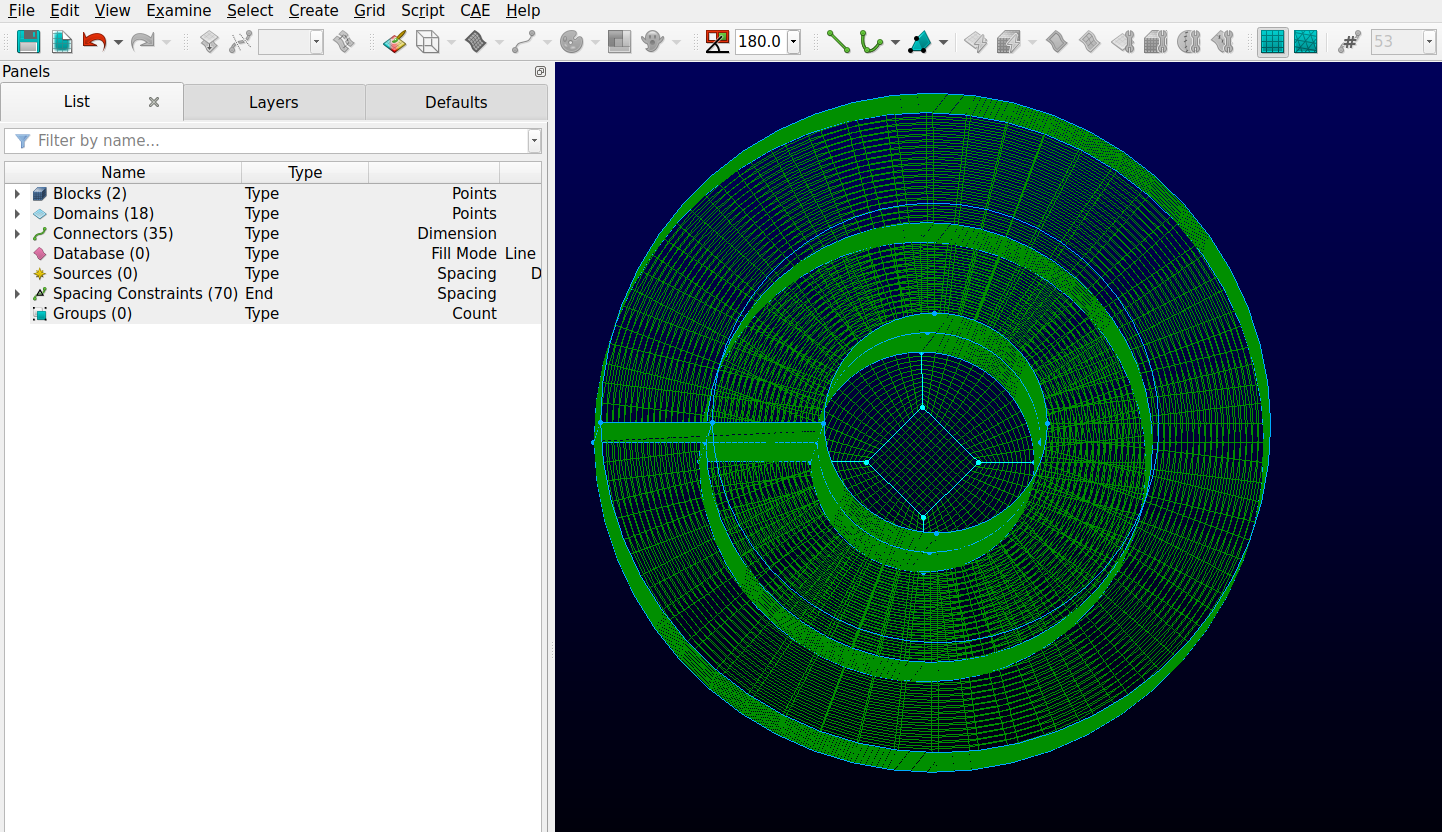 File Edit View Examine Select Create Grid Script CAE Help
180.0
53
Panels
List Layers Defaults
Filter by name...
Name Type
Blocks (2) Type Points
Domains (18) Type Points
Connectors (35) Type Dimension
Database (0) Type Fill Mode Line
Sources (0) Type Spacing D
Spacing Constraints (70) End Spacing
Groups (0) Type Count